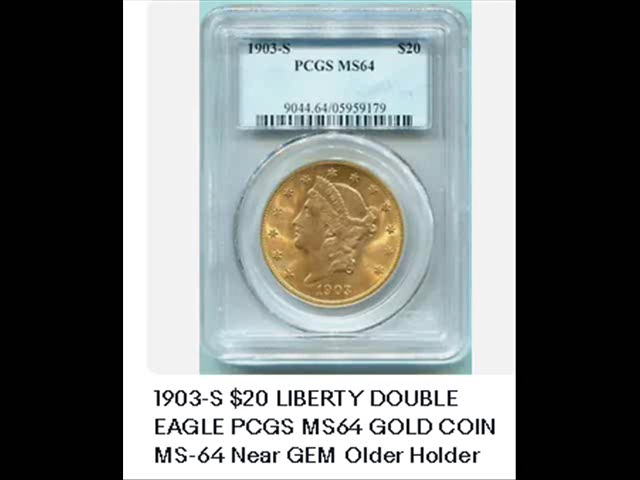 1903-S $20
PCGS MS64
9044.64/05959179
1903
1903-S $20 LIBERTY DOUBLE
EAGLE PCGS MS64 GOLD COIN
MS-64 Near GEM Older Holder